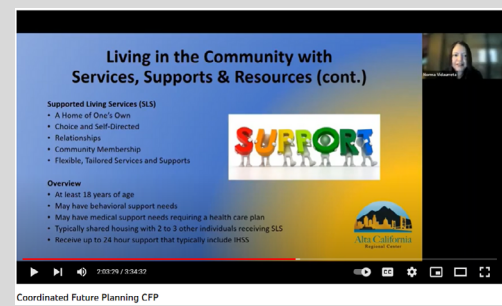 Living in the Community with
Services, Supports & Resources (cont.)
Supported Living Services (SLS)
• A Home of One's Own
• Choice and Self-Directed
• Relationships
• Community Membership
• Flexible, Tailored Services and Supports
SUPPORT
Overview
• At least 18 years of age
• May have behavioral support needs
• May have medical support needs requiring a health care plan
• Typically shared housing with 2 to 3 other individuals receiving SLS
• Receive up to 24 hour support that typically include IHSS
Alta California
Regional Center
2:03:29 / 3:34:32
CC
Coordinated Future Planning CFP